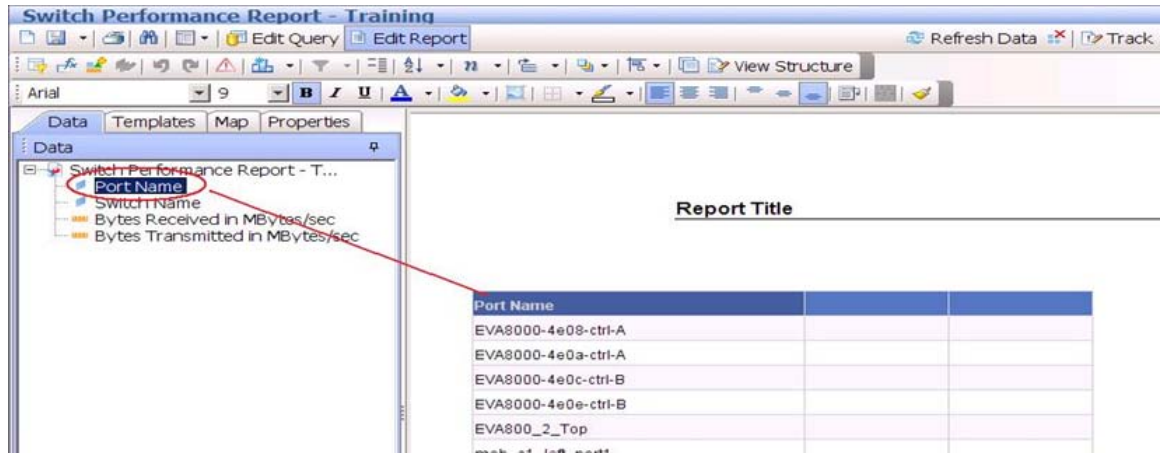 Switch Performance Report - Training
Edit Query Edit Report Refresh Data Track
View Structure
Arial 9 B I U A
Data Templates Map Properties
Data
Switch Performance Report - T...
Port Name
Switch Name
Bytes Received in MBytes/sec
Bytes Transmitted in MBytes/sec
Report Title
Port Name
EVA8000-4e08-ctrl-A
EVA8000-4e0a-ctrl-A
EVA8000-4e0c-ctrl-B
EVA8000-4e0e-ctrl-B
EVA800_2_Top